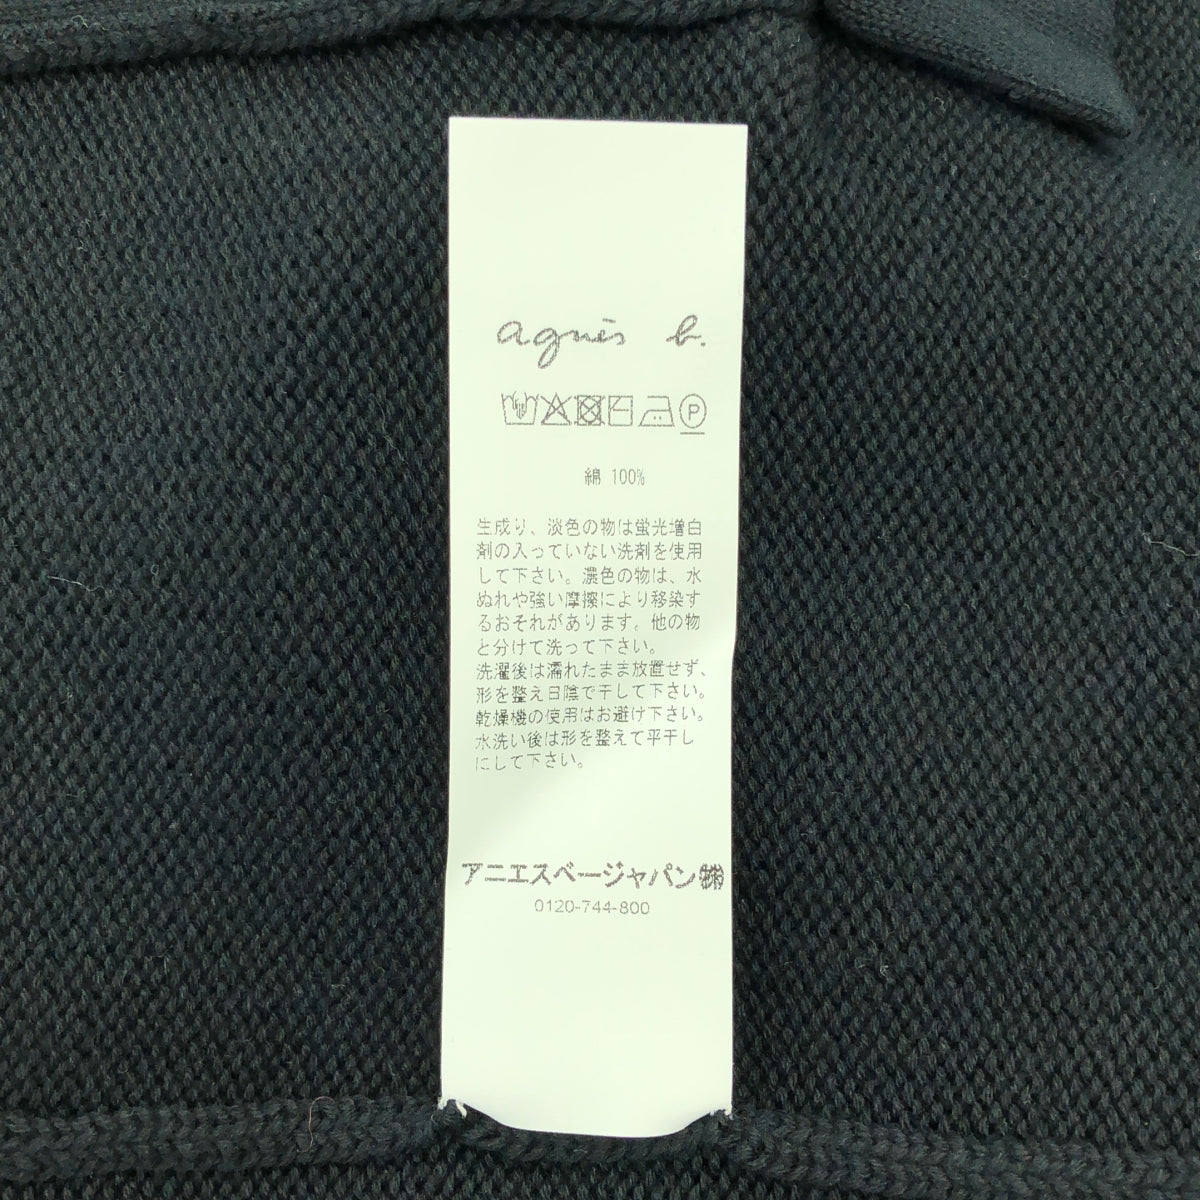 agnès b.
P
綿 100%
生成り、淡色の物は蛍光増白
剤の入っていない洗剤を使用
して下さい。濃色の物は、水
ぬれや強い摩擦により移染す
るおそれがあります。他の物
と分けて洗って下さい。
洗濯後は濡れたまま放置せず、
形を整え日陰で干して下さい。
乾燥機の使用はお避け下さい。
水洗い後は形を整えて平干し
にして下さい。
アニエスベージャパン㈱
0120-744-800